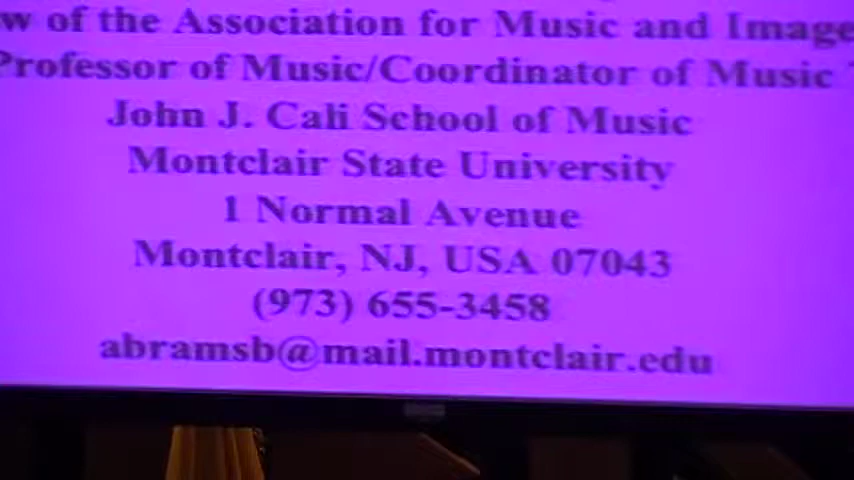 w of the Association for Music and Image
Professor of Music/Coordinator of Music
John J. Cali School of Music
Montclair State University
1 Normal Avenue
Montclair, NJ, USA 07043
(973) 655-3458
abramsb@mail.montclair.edu